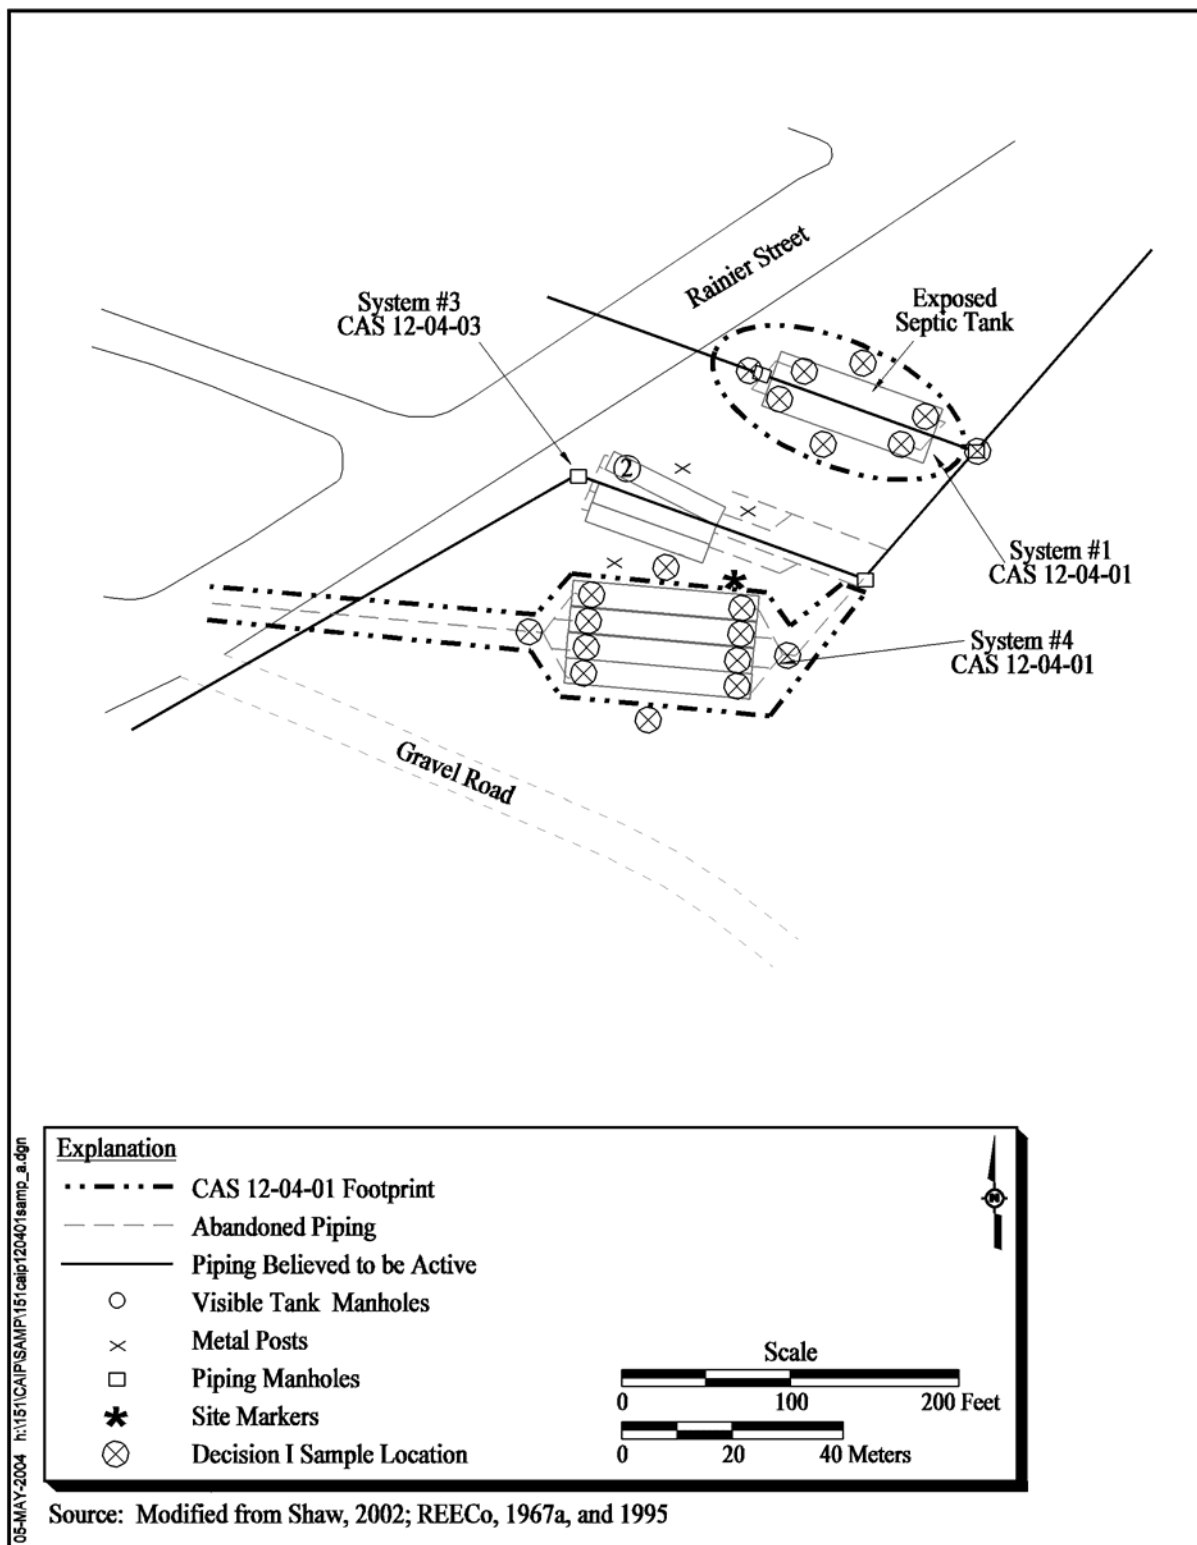 Rainier Street
System #3
CAS 12-04-03
Exposed
Septic Tank
2
System #1
CAS 12-04-01
System #4
CAS 12-04-01
Gravel Road
Explanation
CAS 12-04-01 Footprint
Abandoned Piping
Piping Believed to be Active
Visible Tank Manholes
Metal Posts
Piping Manholes
Site Markers
Decision I Sample Location
N
Scale
0 100 200 Feet
0 20 40 Meters
05-MAY-2004 h:\151\CAIP\SAMP\151caip120401samp_a.dgn
Source: Modified from Shaw, 2002; REECo, 1967a, and 1995